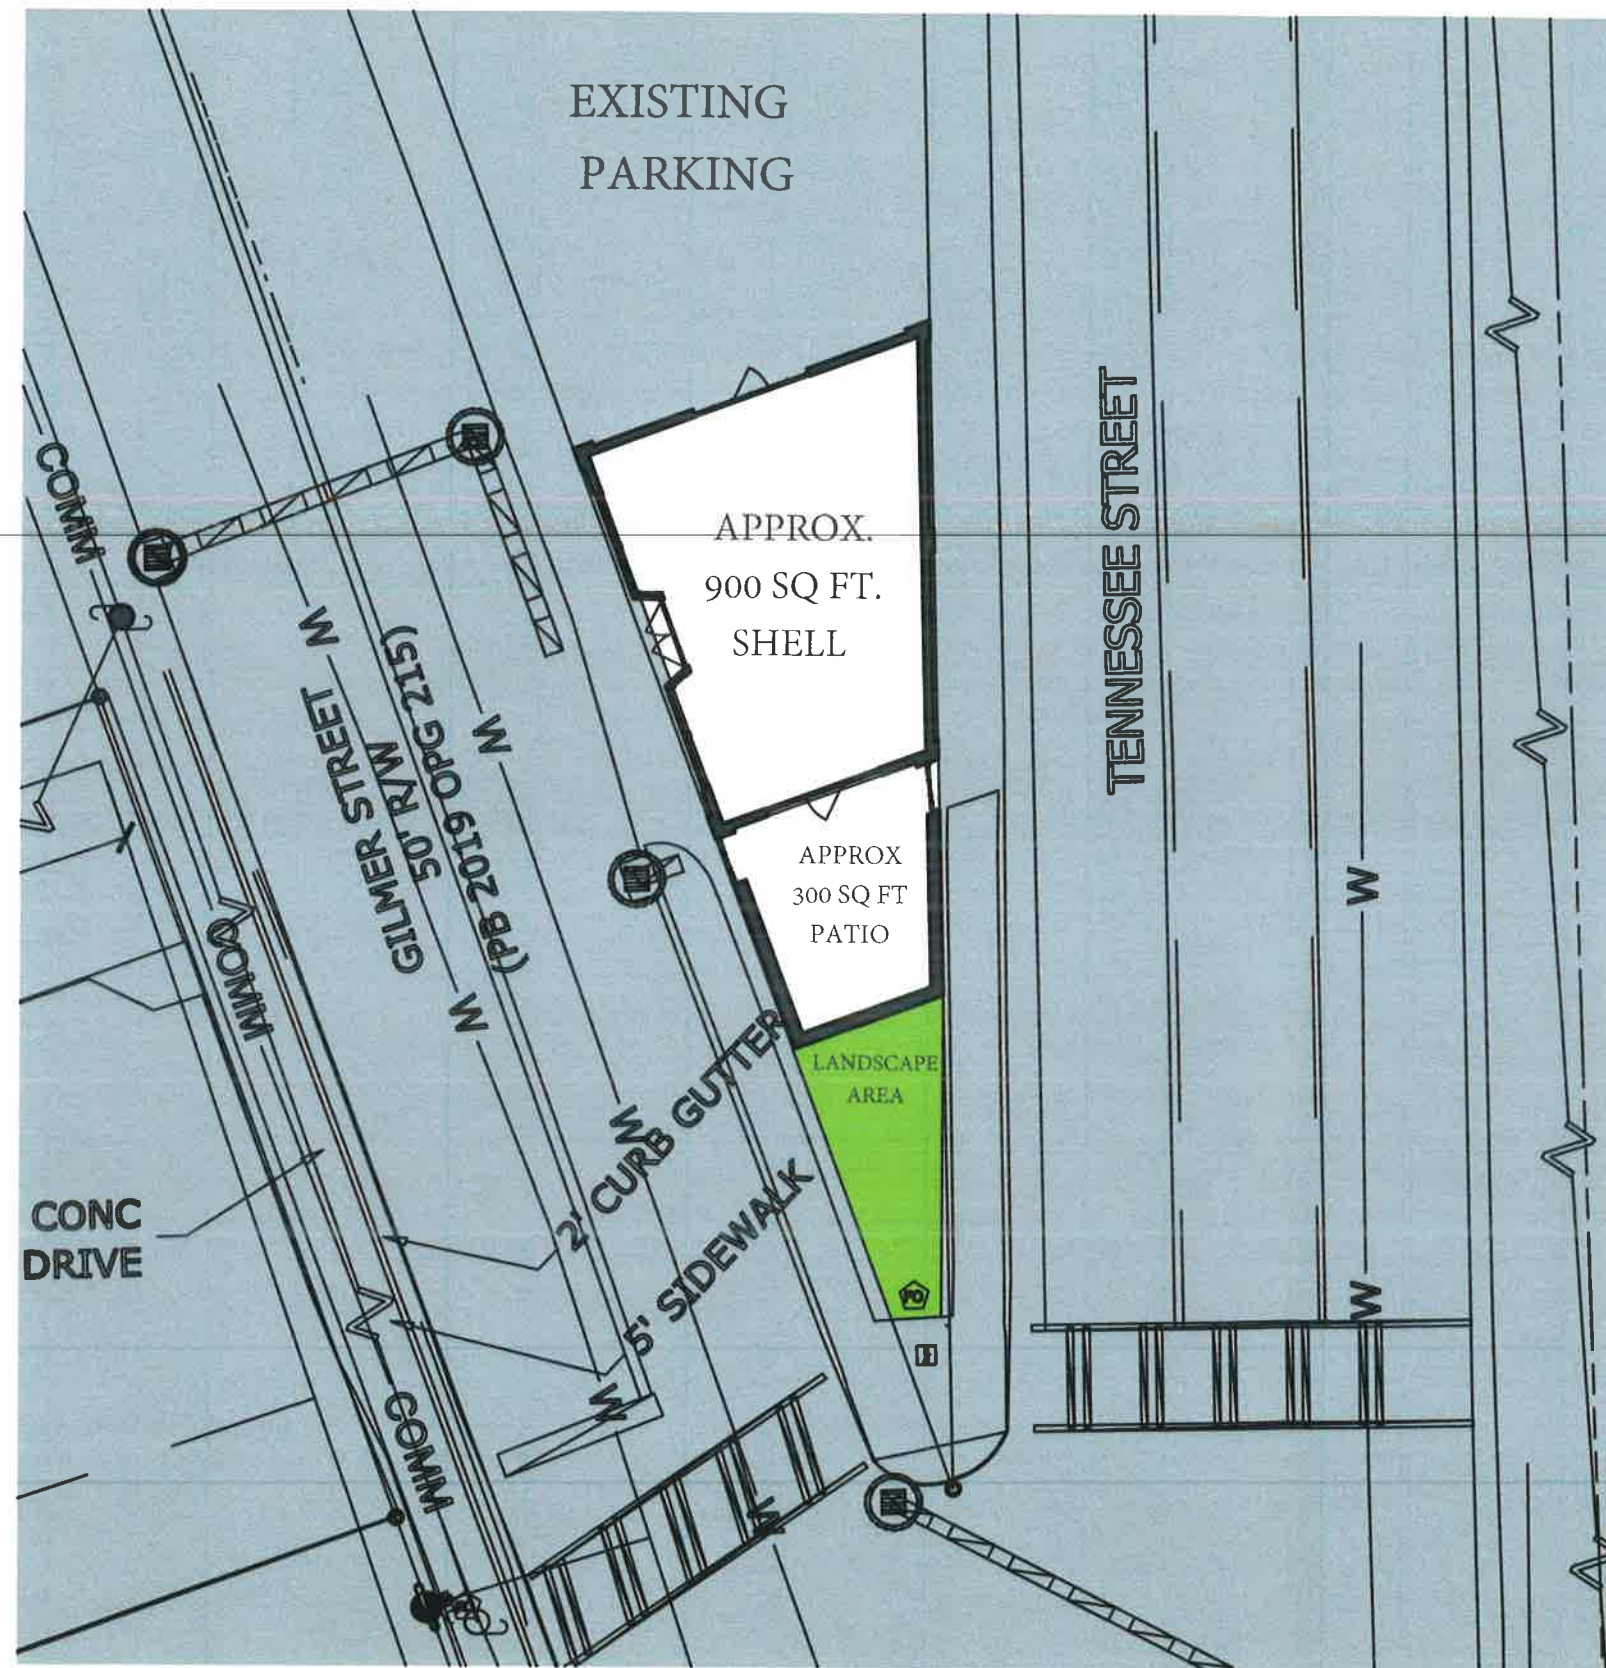 EXISTING
PARKING
COMM
APPROX.
900 SQ FT.
SHELL
TENNESSEE STREET
W
GILMER STREET
50' R/W
(PB 2019 OPG 215)
W
APPROX
300 SQ FT
PATIO
W
COMM
W
LANDSCAPE
AREA
W
2' CURB GUTTER
5' SIDEWALK
CONC
DRIVE
PO
W
W
COMM
W